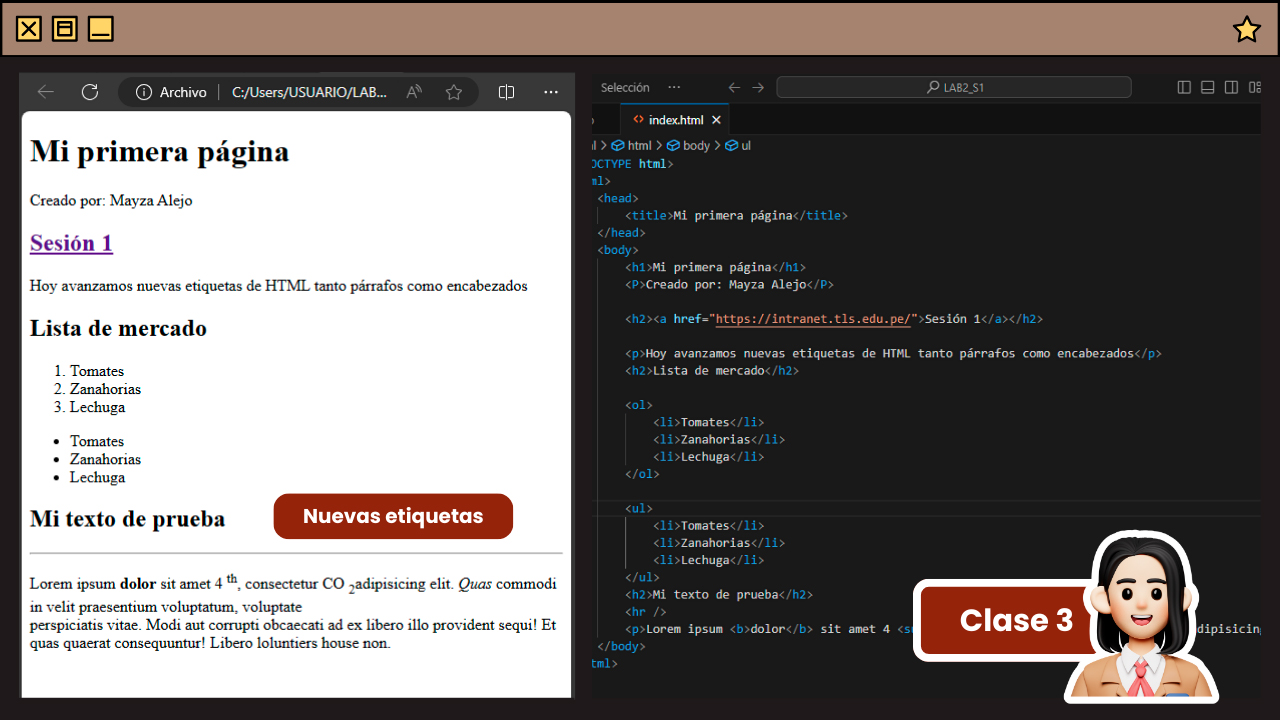 Archivo
C:/Users/USUARIO/LAB...
Mi primera página
Creado por: Mayza Alejo
Sesión 1
Hoy avanzamos nuevas etiquetas de HTML tanto párrafos como encabezados
Lista de mercado
1. Tomates
2. Zanahorias
3. Lechuga
• Tomates
• Zanahorias
• Lechuga
Mi texto de prueba
Nuevas etiquetas
Lorem ipsum dolor sit amet 4 th, consectetur CO 2adipisicing elit. Quas commodi
in velit praesentium voluptatum, voluptate
perspiciatis vitae. Modi aut corrupti obcaecati ad ex libero illo provident sequi! Et
quas quaerat consequuntur! Libero loluntiers house non.
Selección ...
LAB2_S1
index.html
html > body > ul
OCTYPE html>
ml>
<head>
<title>Mi primera página</title>
</head>
<body>
<h1>Mi primera página</h1>
<P>Creado por: Mayza Alejo</P>
<h2><a href="https://intranet.tls.edu.pe/">Sesión 1</a></h2>
<p>Hoy avanzamos nuevas etiquetas de HTML tanto párrafos como encabezados</p>
<h2>Lista de mercado</h2>
<ol>
<li>Tomates</li>
<li>Zanahorias</li>
<li>Lechuga</li>
</ol>
<ul>
<li>Tomates</li>
<li>Zanahorias</li>
<li>Lechuga</li>
</ul>
<h2>Mi texto de prueba</h2>
<hr />
<p>Lorem ipsum <b>dolor</b> sit amet 4 <su dipisicin
</body>
tml>
Clase 3